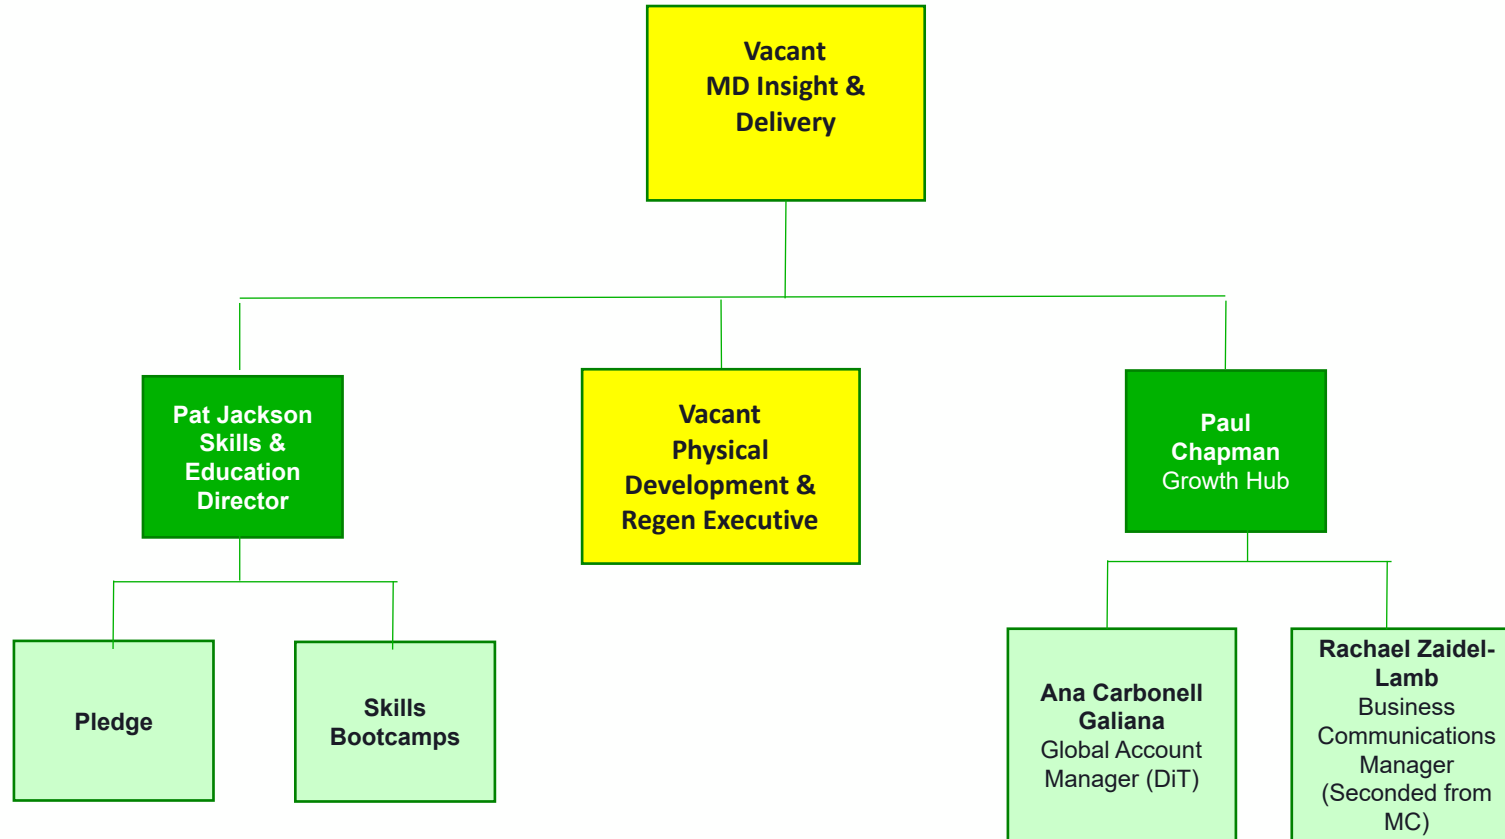 Vacant
MD Insight &
Delivery
Pat Jackson
Skills &
Education
Director
Vacant
Physical
Development &
Regen Executive
Paul
Chapman
Growth Hub
Pledge
Skills
Bootcamps
Ana Carbonell
Galiana
Global Account
Manager (DiT)
Rachael Zaidel-
Lamb
Business
Communications
Manager
(Seconded from
MC)